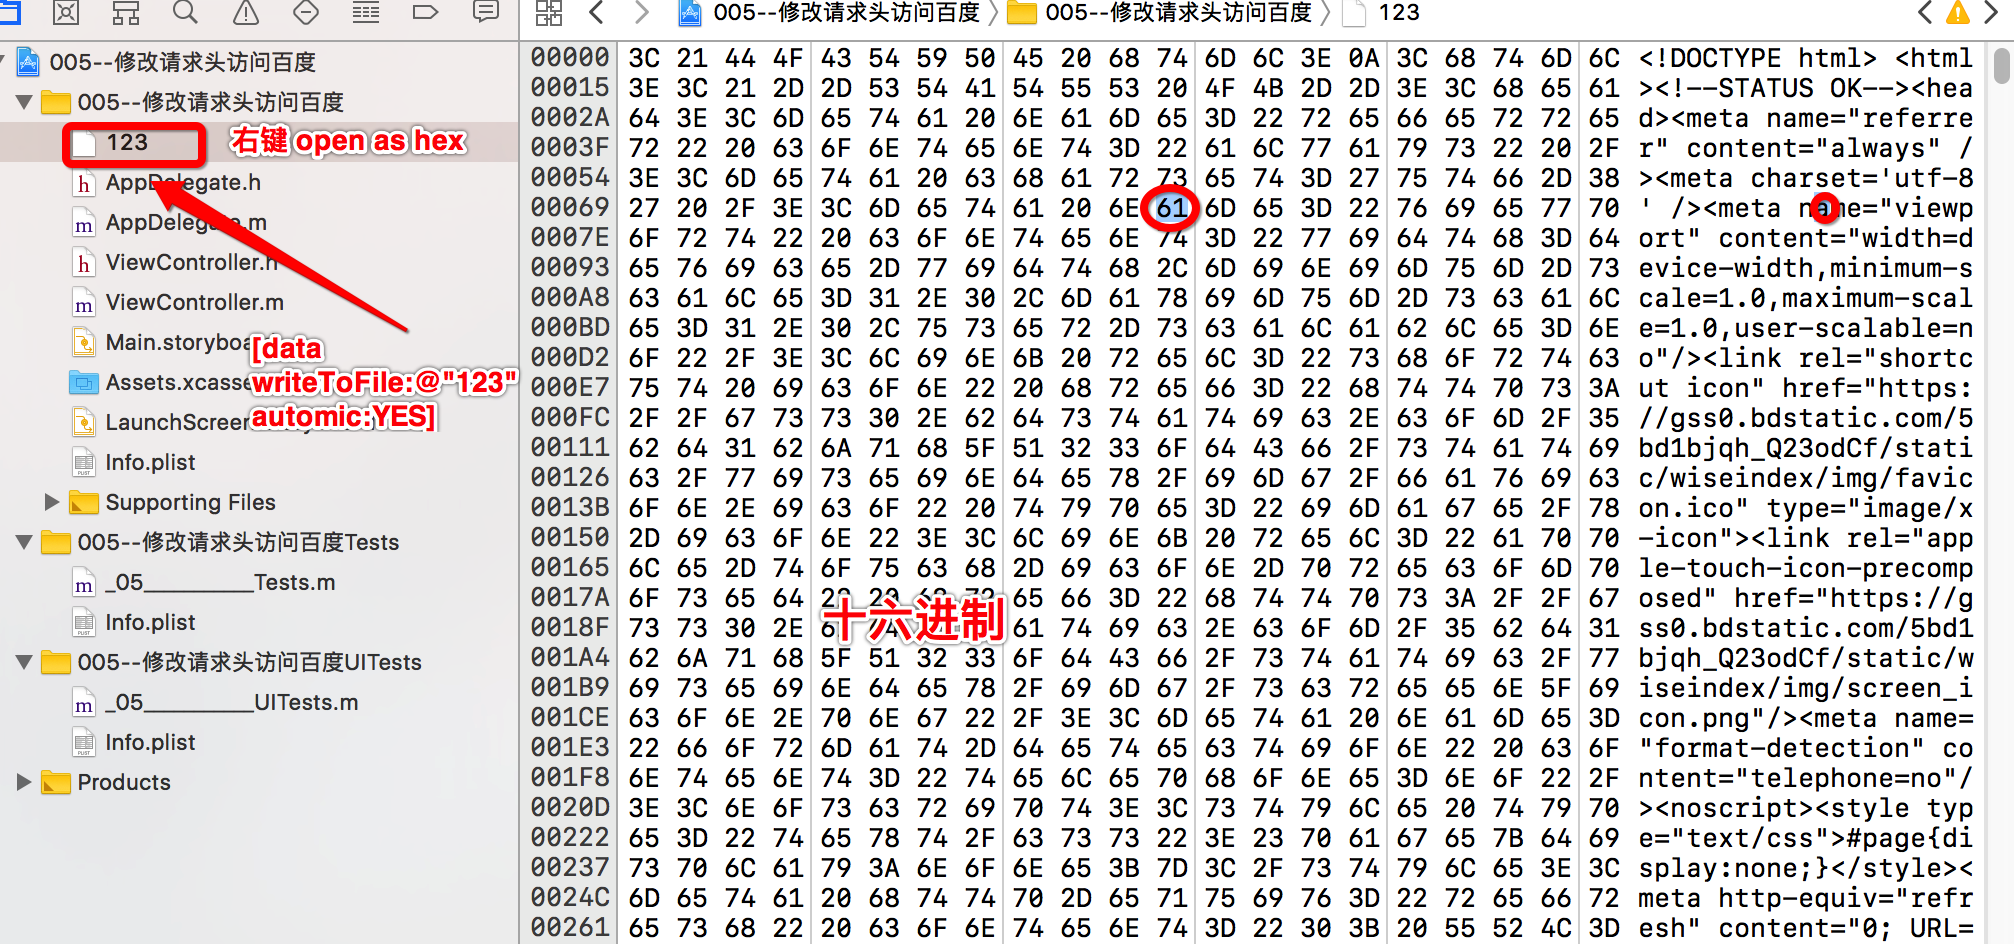 005--修改请求头访问百度 〉 005--修改请求头访问百度 〉 123
005--修改请求头访问百度
005--修改请求头访问百度
123
右键 open as hex
AppDelegate.h
AppDelegate.m
ViewController.h
ViewController.m
Main.storyboa
[data
writeToFile:@"123"
automic:YES]
Assets.xcasse
LaunchScreen
Info.plist
Supporting Files
005--修改请求头访问百度Tests
_05_________Tests.m
Info.plist
005--修改请求头访问百度UITests
_05_________UITests.m
Info.plist
Products
00000 3C 21 44 4F 43 54 59 50 45 20 68 74 6D 6C 3E 0A 3C 68 74 6D 6C <!DOCTYPE html> <html
00015 3E 3C 21 2D 2D 53 54 41 54 55 53 20 4F 4B 2D 2D 3E 3C 68 65 61 ><!--STATUS OK--><hea
0002A 64 3E 3C 6D 65 74 61 20 6E 61 6D 65 3D 22 72 65 66 65 72 72 65 d><meta name="referre
0003F 72 22 20 63 6F 6E 74 65 6E 74 3D 22 61 6C 77 61 79 73 22 20 2F r" content="always" /
00054 3E 3C 6D 65 74 61 20 63 68 61 72 73 65 74 3D 27 75 74 66 2D 38 ><meta charset='utf-8
00069 27 20 2F 3E 3C 6D 65 74 61 20 6E 61 6D 65 3D 22 76 69 65 77 70 ' /><meta name="viewp
0007E 6F 72 74 22 20 63 6F 6E 74 65 6E 74 3D 22 77 69 64 74 68 3D 64 ort" content="width=d
00093 65 76 69 63 65 2D 77 69 64 74 68 2C 6D 69 6E 69 6D 75 6D 2D 73 evice-width,minimum-s
000A8 63 61 6C 65 3D 31 2E 30 2C 6D 61 78 69 6D 75 6D 2D 73 63 61 6C cale=1.0,maximum-scal
000BD 65 3D 31 2E 30 2C 75 73 65 72 2D 73 63 61 6C 61 62 6C 65 3D 6E e=1.0,user-scalable=n
000D2 6F 22 2F 3E 3C 6C 69 6E 6B 20 72 65 6C 3D 22 73 68 6F 72 74 63 o"/><link rel="shortc
000E7 75 74 20 69 63 6F 6E 22 20 68 72 65 66 3D 22 68 74 74 70 73 3A ut icon" href="https:
000FC 2F 2F 67 73 73 30 2E 62 64 73 74 61 74 69 63 2E 63 6F 6D 2F 35 //gss0.bdstatic.com/5
00111 62 64 31 62 6A 71 68 5F 51 32 33 6F 64 43 66 2F 73 74 61 74 69 bd1bjqh_Q23odCf/stati
00126 63 2F 77 69 73 65 69 6E 64 65 78 2F 69 6D 67 2F 66 61 76 69 63 c/wiseindex/img/favic
0013B 6F 6E 2E 69 63 6F 22 20 74 79 70 65 3D 22 69 6D 61 67 65 2F 78 on.ico" type="image/x
00150 2D 69 63 6F 6E 22 3E 3C 6C 69 6E 6B 20 72 65 6C 3D 22 61 70 70 -icon"><link rel="app
00165 6C 65 2D 74 6F 75 63 68 2D 69 63 6F 6E 2D 70 72 65 63 6F 6D 70 le-touch-icon-precomp
0017A 6F 73 65 64 65 66 3D 22 68 74 74 70 73 3A 2F 2F 67 osed" href="https://g
十六进制
0018F 73 73 30 2E 61 74 69 63 2E 63 6F 6D 2F 35 62 64 31 ss0.bdstatic.com/5bd1
001A4 62 6A 71 68 5F 51 32 33 6F 64 43 66 2F 73 74 61 74 69 63 2F 77 bjqh_Q23odCf/static/w
001B9 69 73 65 69 6E 64 65 78 2F 69 6D 67 2F 73 63 72 65 65 6E 5F 69 iseindex/img/screen_i
001CE 63 6F 6E 2E 70 6E 67 22 2F 3E 3C 6D 65 74 61 20 6E 61 6D 65 3D con.png"/><meta name=
001E3 22 66 6F 72 6D 61 74 2D 64 65 74 65 63 74 69 6F 6E 22 20 63 6F "format-detection" co
001F8 6E 74 65 6E 74 3D 22 74 65 6C 65 70 68 6F 6E 65 3D 6E 6F 22 2F ntent="telephone=no"/
0020D 3E 3C 6E 6F 73 63 72 69 70 74 3E 3C 73 74 79 6C 65 20 74 79 70 ><noscript><style typ
00222 65 3D 22 74 65 78 74 2F 63 73 73 22 3E 23 70 61 67 65 7B 64 69 e="text/css">#page{di
00237 73 70 6C 61 79 3A 6E 6F 6E 65 3B 7D 3C 2F 73 74 79 6C 65 3E 3C splay:none;}</style><
0024C 6D 65 74 61 20 68 74 74 70 2D 65 71 75 69 76 3D 22 72 65 66 72 meta http-equiv="refr
00261 65 73 68 22 20 63 6F 6E 74 65 6E 74 3D 22 30 3B 20 55 52 4C 3D esh" content="0; URL=